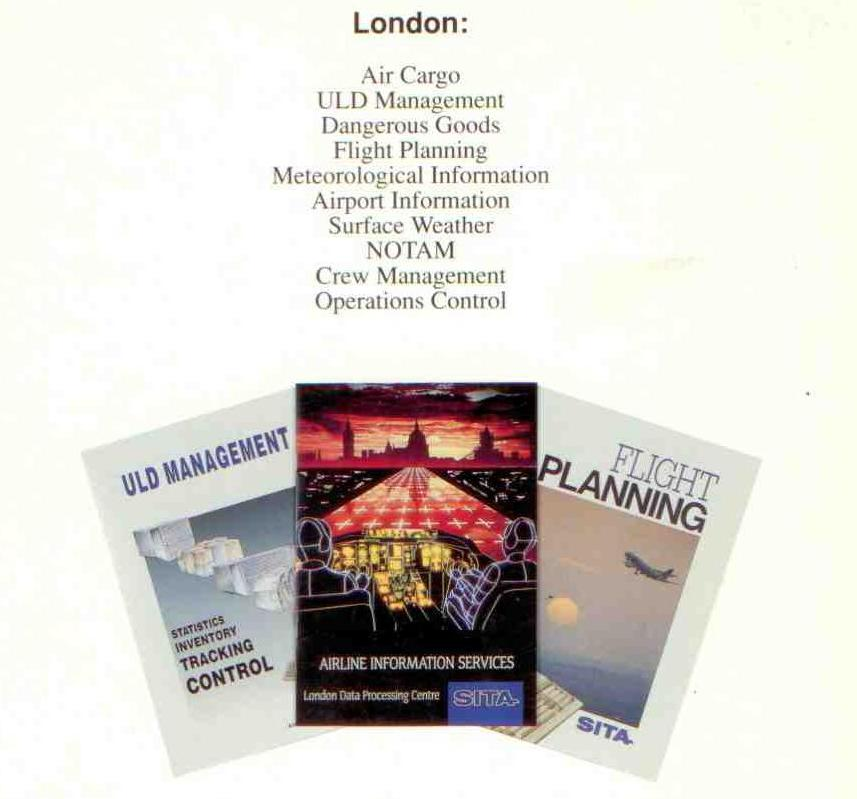 London:
Air Cargo
ULD Management
Dangerous Goods
Flight Planning
Meteorological Information
Airport Information
Surface Weather
NOTAM
Crew Management
Operations Control
ULD MANAGEMENT
STATISTICS
INVENTORY
TRACKING
CONTROL
AIRLINE INFORMATION SERVICES
London Data Processing Centre
SITA
FLIGHT
PLANNING
SITA